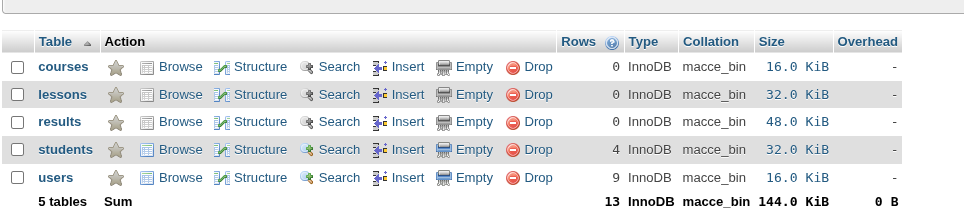 Table Action Rows Type Collation Size Overhead
courses Browse Structure Search Insert Empty Drop 0 InnoDB macce_bin 16.0 KiB -
lessons Browse Structure Search Insert Empty Drop 0 InnoDB macce_bin 32.0 KiB -
results Browse Structure Search Insert Empty Drop 0 InnoDB macce_bin 48.0 KiB -
students Browse Structure Search Insert Empty Drop 4 InnoDB macce_bin 32.0 KiB -
users Browse Structure Search Insert Empty Drop 9 InnoDB macce_bin 16.0 KiB -
5 tables Sum 13 InnoDB macce_bin 144.0 KiB 0 B